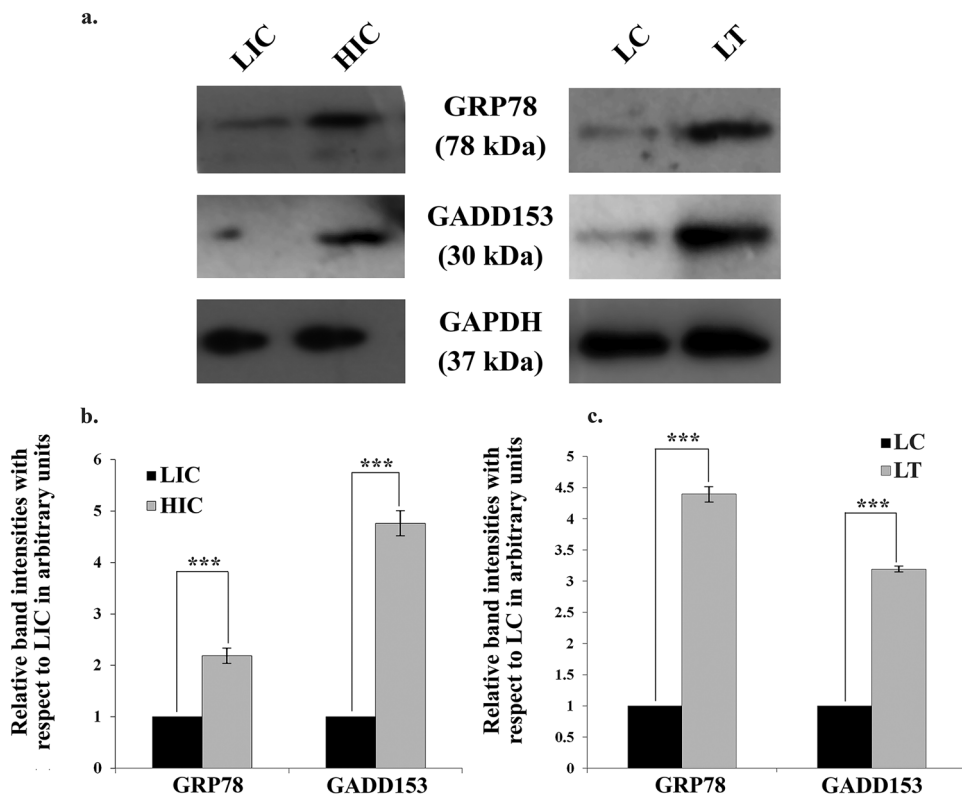 a.
LIC HIC LC LT
GRP78
(78 kDa)
GADD153
(30 kDa)
GAPDH
(37 kDa)
b.
Relative band intensities with
respect to LIC in arbitrary units
6
5
4
3
2
1
0
LIC
HIC
***
***
GRP78 GADD153
c.
Relative band intensities with
respect to LC in arbitrary units
5
4.5
4
3.5
3
2.5
2
1.5
1
0.5
0
LC
LT
***
***
GRP78 GADD153